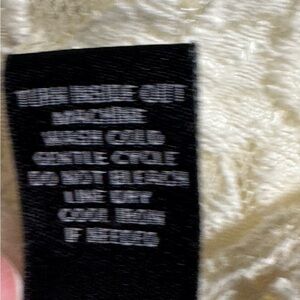 TURN INSIDE OUT
MACHINE
WASH COLD
GENTLE CYCLE
DO NOT BLEACH
LINE DRY
COOL IRON
IF NEEDED